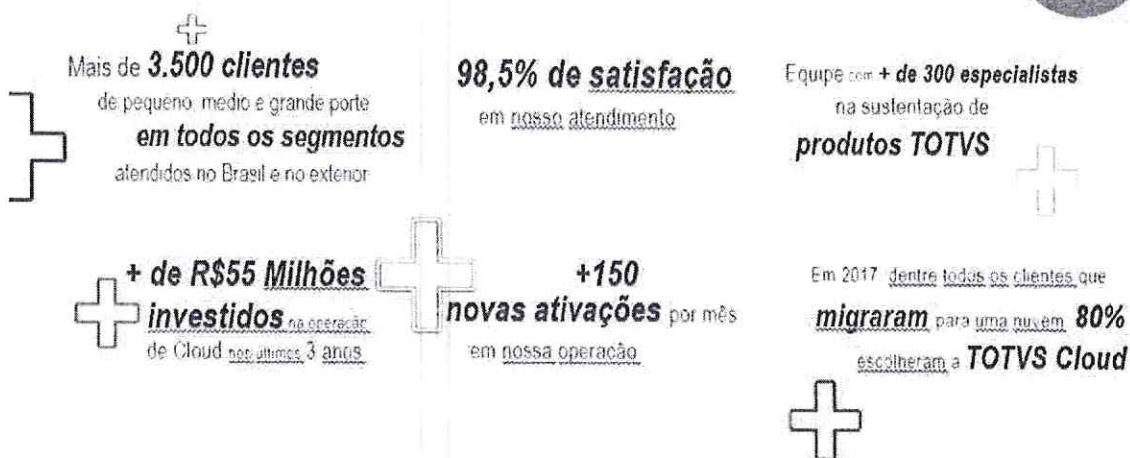 Mais de 3.500 clientes
de pequeno, medio e grande porte
em todos os segmentos
atendidos no Brasil e no exterior
98,5% de satisfação
em nosso atendimento
Equipe com + de 300 especialistas
na sustentação de
produtos TOTVS
+ de R$55 Milhões
investidos na operação
de Cloud nos últimos 3 anos
+150
novas ativações por mês
em nossa operação
Em 2017 dentre todos os clientes que
migraram para uma nuvem 80%
escolheram a TOTVS Cloud